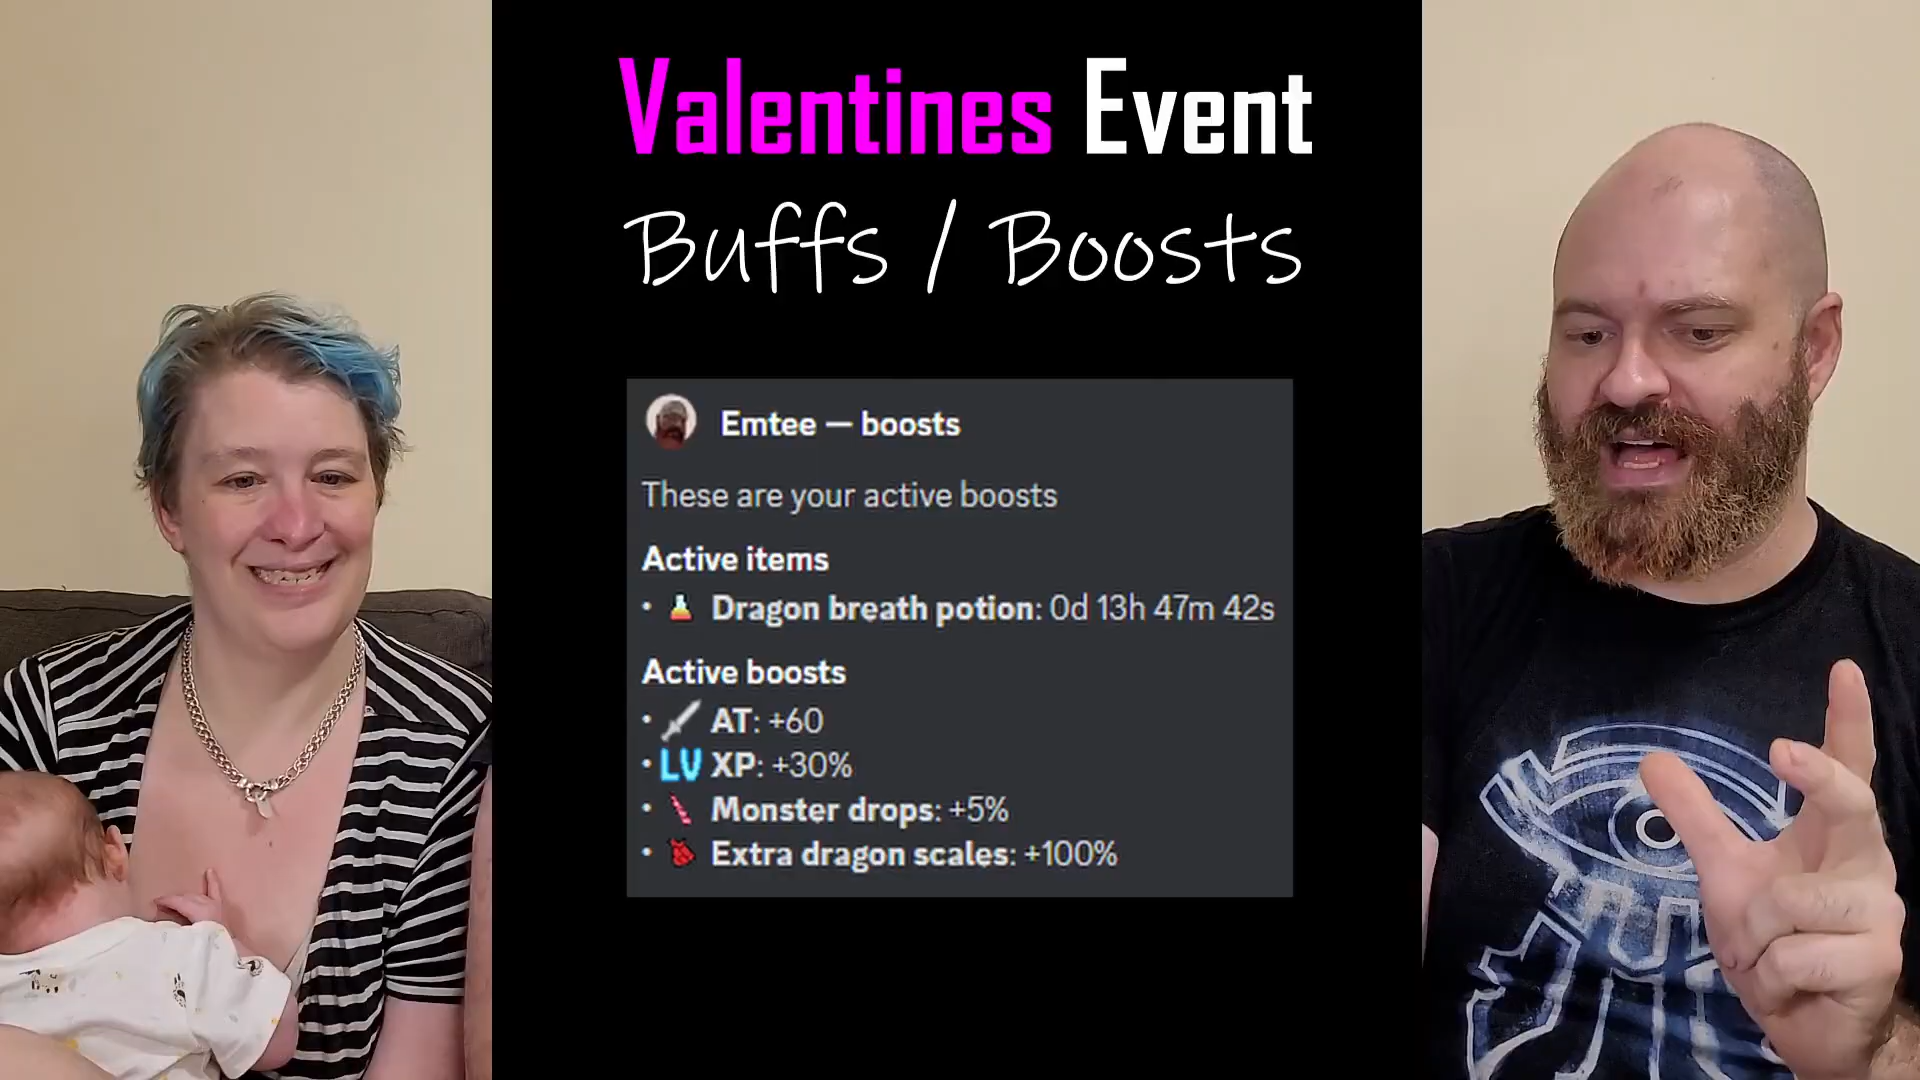 Valentines Event
Buffs / Boosts
Emtee — boosts
These are your active boosts
Active items
• Dragon breath potion: 0d 13h 47m 42s
Active boosts
• AT: +60
• LV XP: +30%
• Monster drops: +5%
• Extra dragon scales: +100%